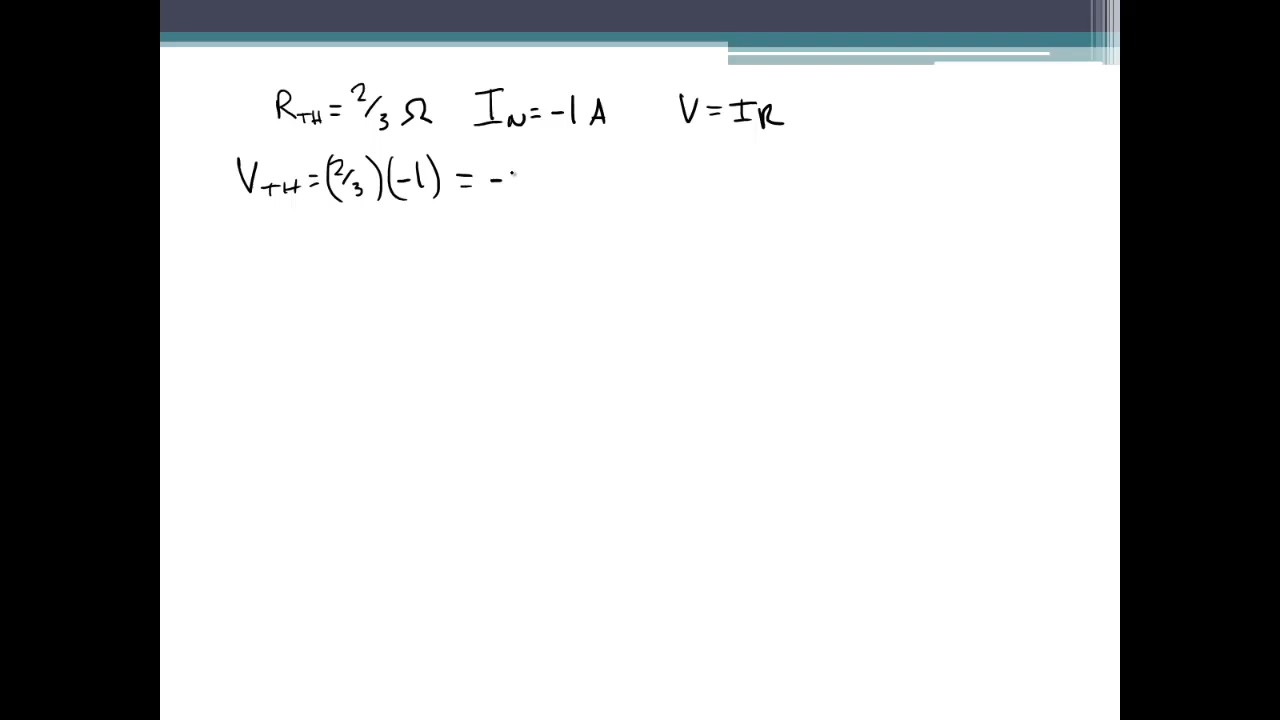 R_TH = 2/3 Ω I_N = -1 A V = IR
V_TH = (2/3)(-1) = -